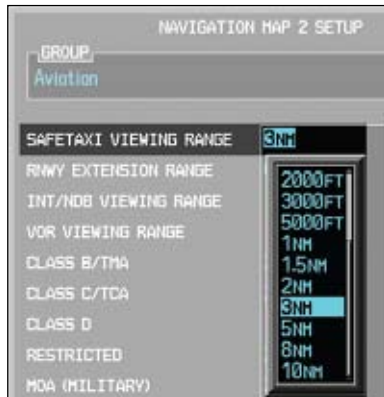 NAVIGATION MAP 2 SETUP
GROUP
Aviation
SAFETAXI VIEWING RANGE 3NM
RNWY EXTENSION RANGE
INT/NDB VIEWING RANGE
VOR VIEWING RANGE
CLASS B/TMA
CLASS C/TCA
CLASS D
RESTRICTED
MOA (MILITARY)
2000FT
3000FT
5000FT
1NM
1.5NM
2NM
3NM
5NM
8NM
10NM